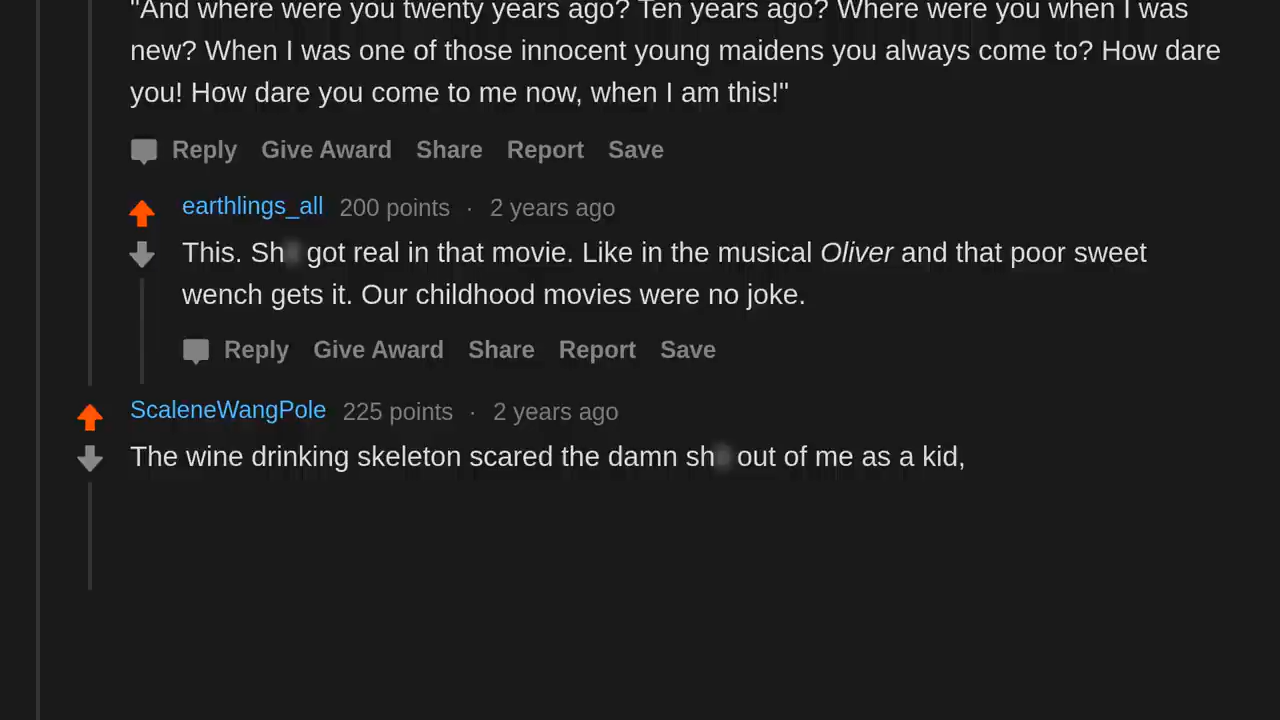 "And where were you twenty years ago? Ten years ago? Where were you when I was
new? When I was one of those innocent young maidens you always come to? How dare
you! How dare you come to me now, when I am this!"
Reply Give Award Share Report Save
earthlings_all 200 points · 2 years ago
This. Sh got real in that movie. Like in the musical Oliver and that poor sweet
wench gets it. Our childhood movies were no joke.
Reply Give Award Share Report Save
ScaleneWangPole 225 points · 2 years ago
The wine drinking skeleton scared the damn sh out of me as a kid,